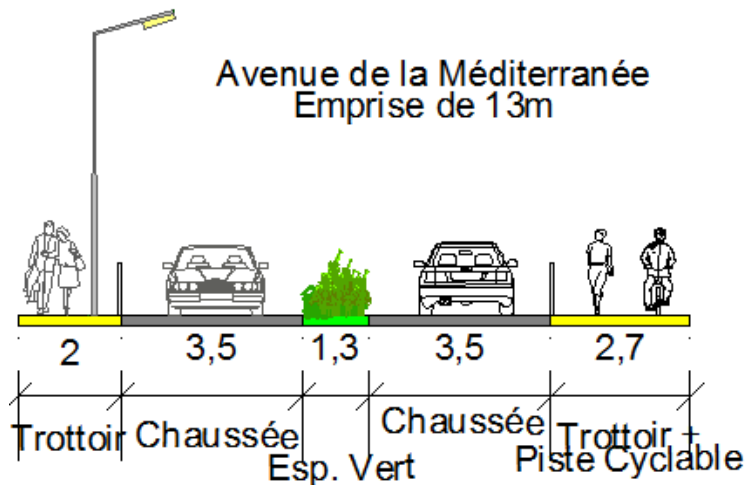 Avenue de la Méditerranée
Emprise de 13m
2
3,5
1,3
3,5
2,7
Trottoir
Chaussée
Esp. Vert
Chaussée
Trottoir +
Piste Cyclable